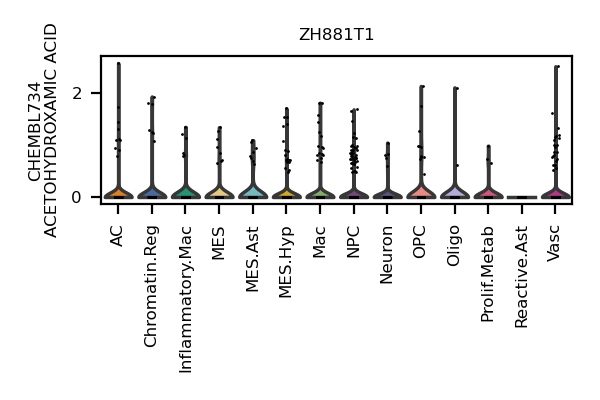 ZH881T1
CHEMBL734
ACETOHYDROXAMIC ACID
2
0
AC
Chromatin.Reg
Inflammatory.Mac
MES
MES.Ast
MES.Hyp
Mac
NPC
Neuron
OPC
Oligo
Prolif.Metab
Reactive.Ast
Vasc